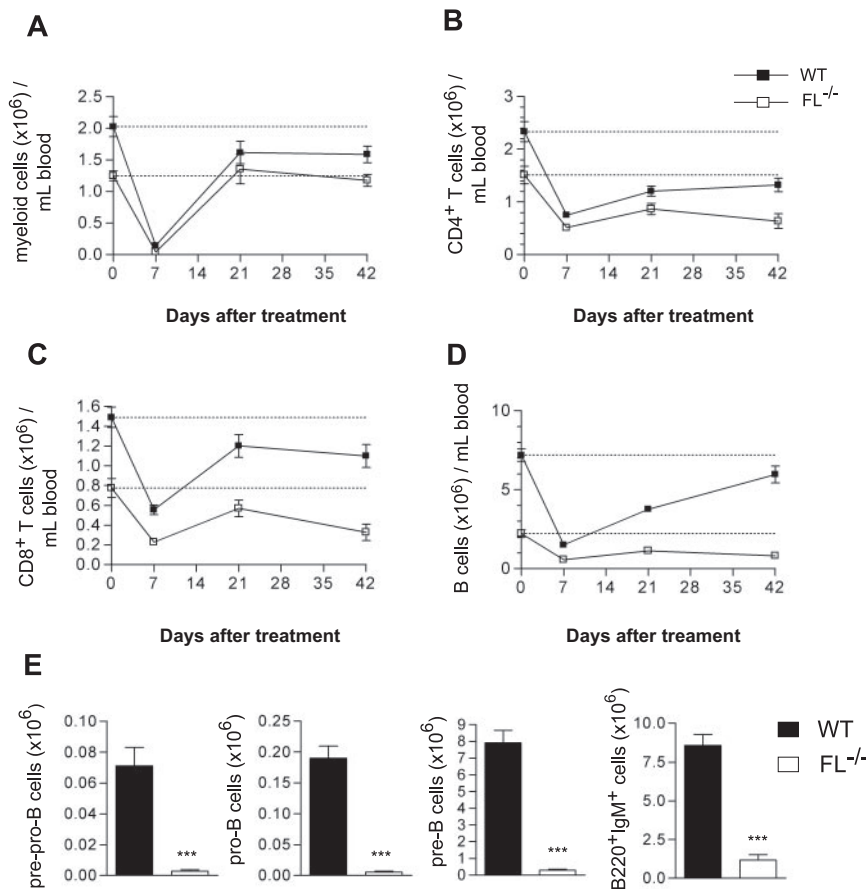 A
myeloid cells (x10⁶) /
mL blood
2.5
2.0
1.5
1.0
0.5
0.0
0 7 14 21 28 35 42
Days after treatment
B
WT
FL⁻/⁻
CD4⁺ T cells (x10⁶) /
mL blood
3
2
1
0
0 7 14 21 28 35 42
Days after treatment
C
CD8⁺ T cells (x10⁶) /
mL blood
1.6
1.4
1.2
1.0
0.8
0.6
0.4
0.2
0.0
0 7 14 21 28 35 42
Days after treatment
D
B cells (x10⁶) / mL blood
10
5
0
0 7 14 21 28 35 42
Days after treatment
E
pre-pro-B cells (x10⁶)
0.10
0.08
0.06
0.04
0.02
0.00
***
pro-B cells (x10⁶)
0.25
0.20
0.15
0.10
0.05
0.00
***
pre-B cells (x10⁶)
9
8
7
6
5
4
3
2
1
0
***
B220⁺IgM⁺ cells (x10⁶)
10.0
7.5
5.0
2.5
0.0
***
WT
FL⁻/⁻